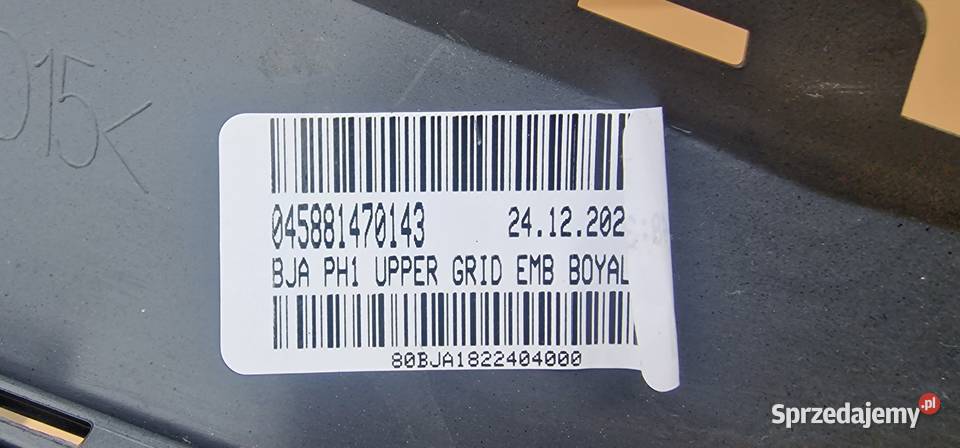 015<
045881470143 24.12.202
BJA PH1 UPPER GRID EMB BOYAL
80BJA1822404000
Sprzedajemy.pl